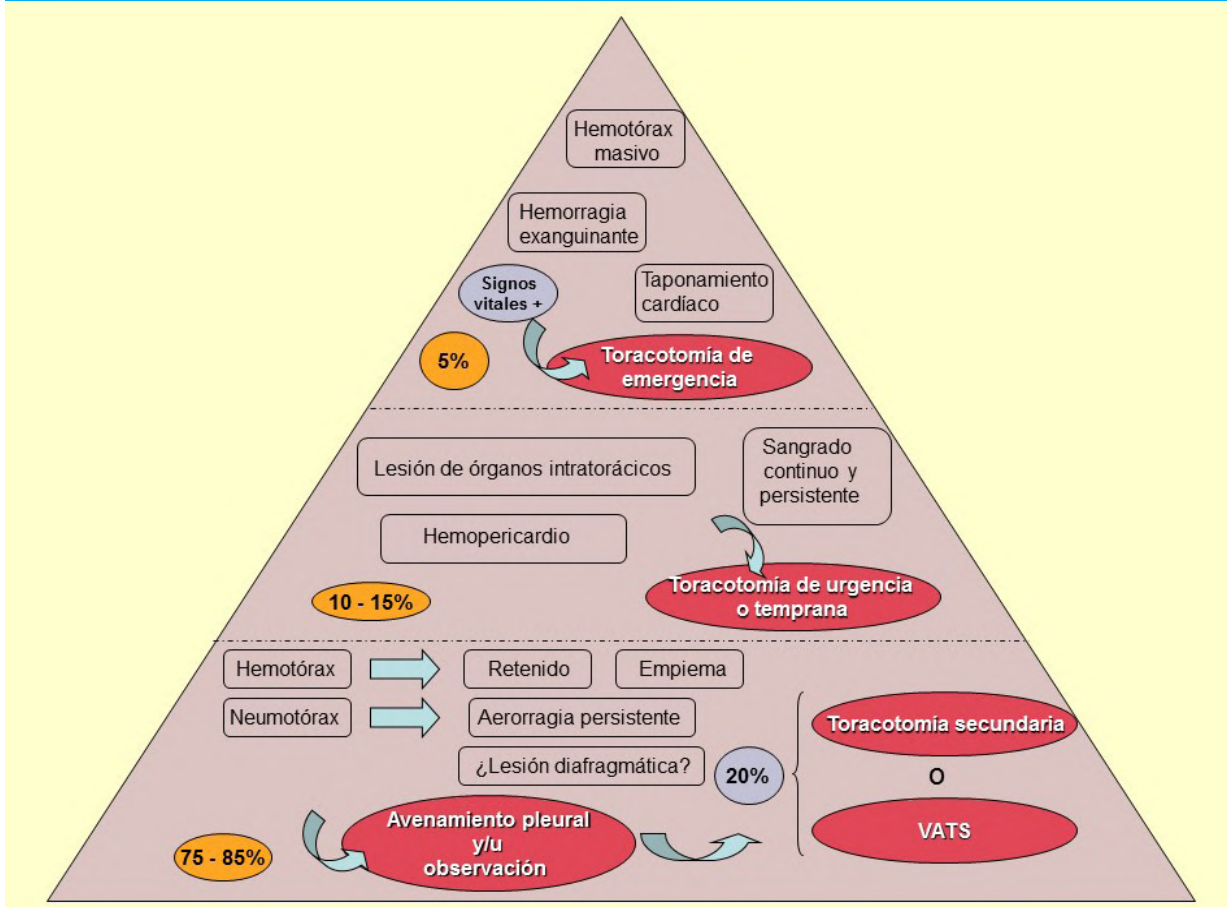 Hemotórax
masivo
Hemorragia
exanguinante
Signos
vitales +
Taponamiento
cardíaco
5%
Toracotomía de
emergencia
Lesión de órganos intratorácicos
Sangrado
continuo y
persistente
Hemopericardio
10 - 15%
Toracotomía de urgencia
o temprana
Hemotórax
Retenido
Empiema
Neumotórax
Aerorragia persistente
¿Lesión diafragmática?
20%
Toracotomía secundaria
O
VATS
Avenamiento pleural
y/u
observación
75 - 85%